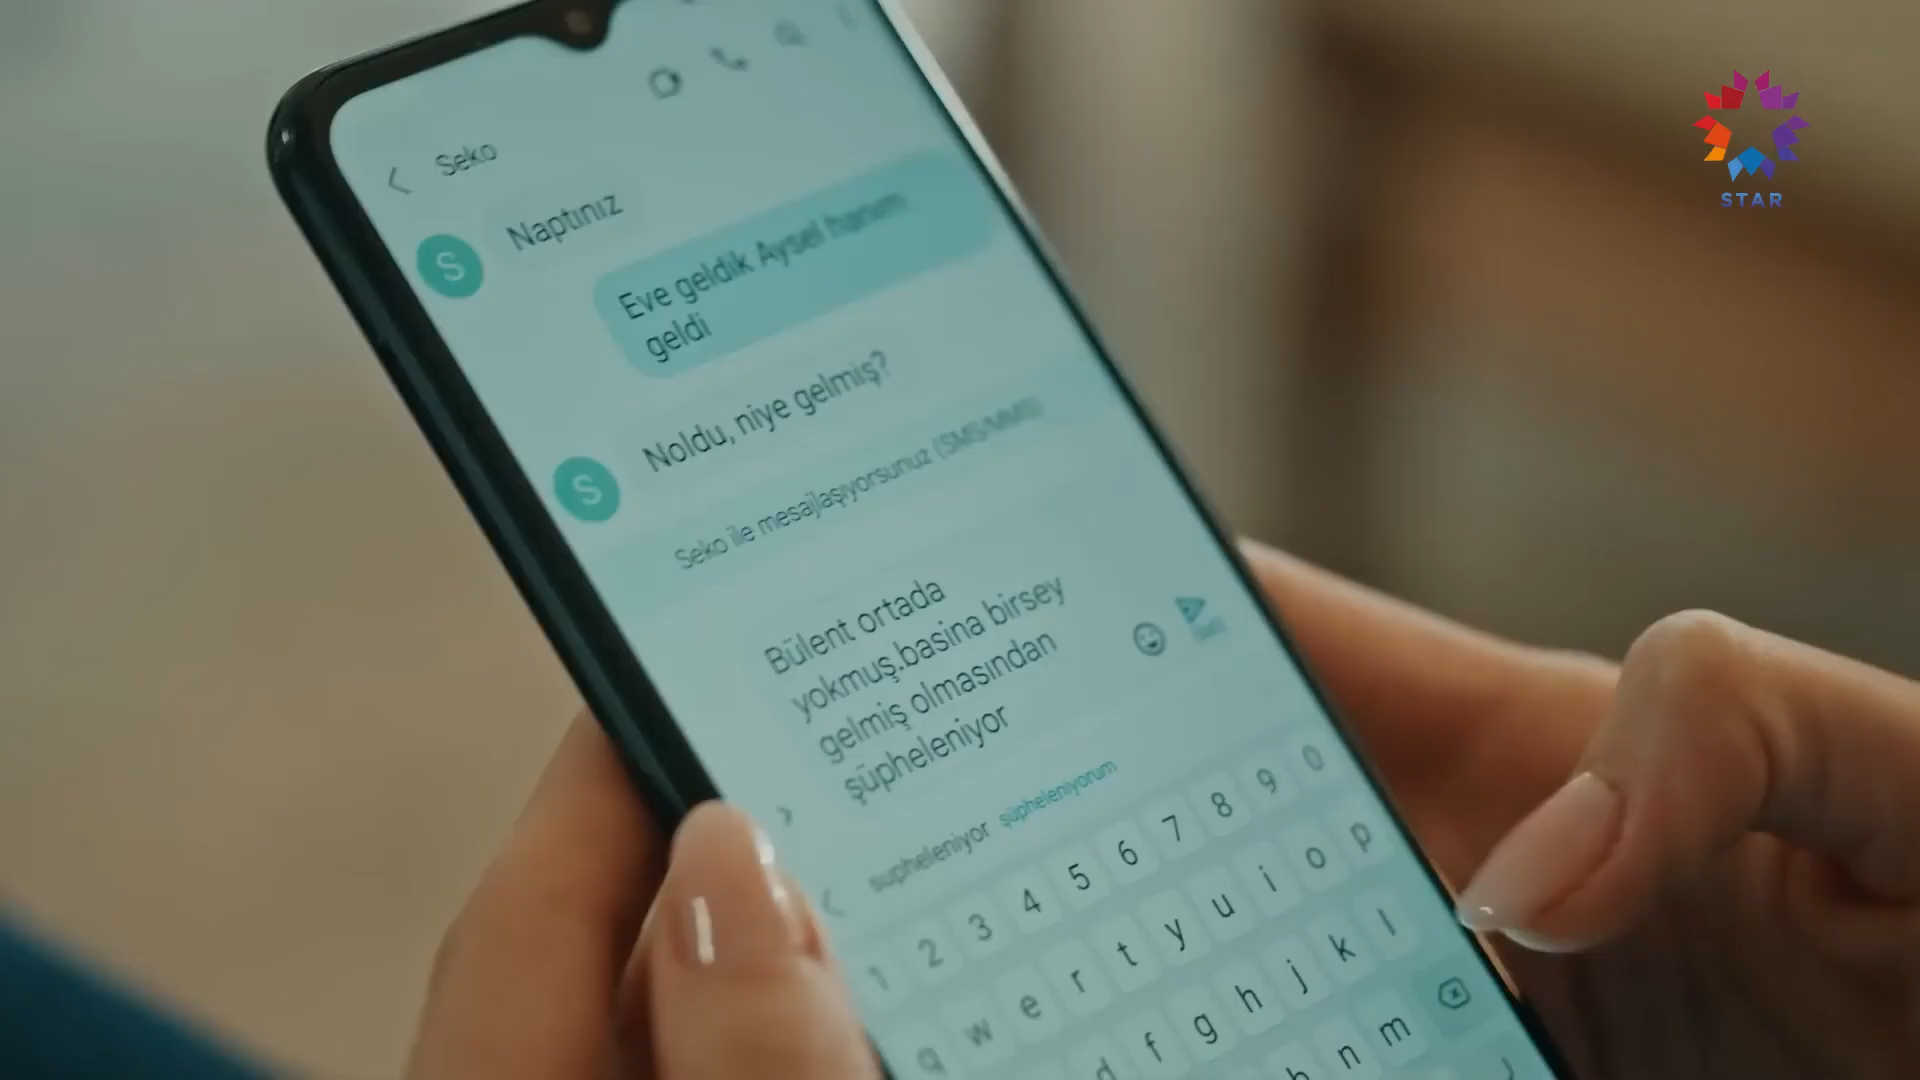 STAR
Seko
S
Naptınız
Eve geldik Aysel hanım
geldi
S
Noldu, niye gelmiş?
Seko ile mesajlaşıyorsunuz (SMS/MMS)
Bülent ortada
yokmuş.basina birsey
gelmiş olmasından
şüpheleniyor
supheleniyor şüpheleniyorum
1 2 3 4 5 6 7 8 9 0
q w e r t y u i o p
d f g h j k l
b n m